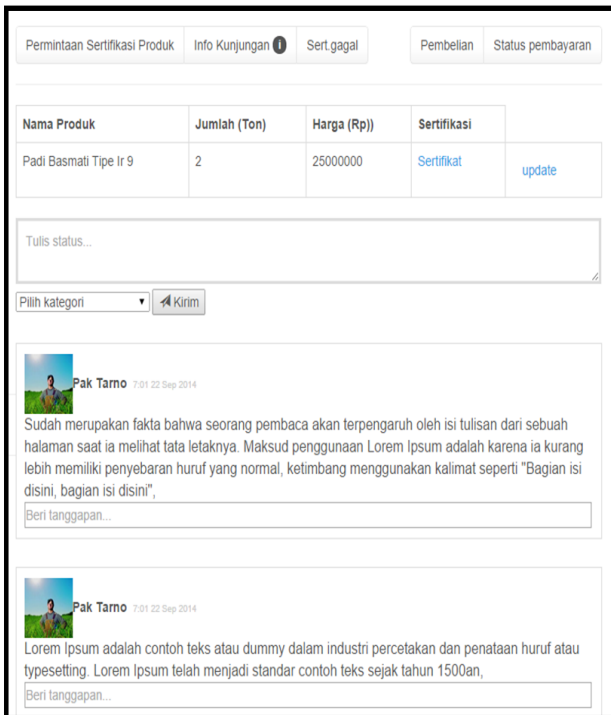 Permintaan Sertifikasi Produk Info Kunjungan i Sert.gagal Pembelian Status pembayaran
Nama Produk Jumlah (Ton) Harga (Rp)) Sertifikasi
Padi Basmati Tipe Ir 9 2 25000000 Sertifikat update
Tulis status...
Pilih kategori Kirim
Pak Tarno 7:01 22 Sep 2014
Sudah merupakan fakta bahwa seorang pembaca akan terpengaruh oleh isi tulisan dari sebuah
halaman saat ia melihat tata letaknya. Maksud penggunaan Lorem Ipsum adalah karena ia kurang
lebih memiliki penyebaran huruf yang normal, ketimbang menggunakan kalimat seperti "Bagian isi
disini, bagian isi disini",
Beri tanggapan...
Pak Tarno 7:01 22 Sep 2014
Lorem Ipsum adalah contoh teks atau dummy dalam industri percetakan dan penataan huruf atau
typesetting. Lorem Ipsum telah menjadi standar contoh teks sejak tahun 1500an,
Beri tanggapan...